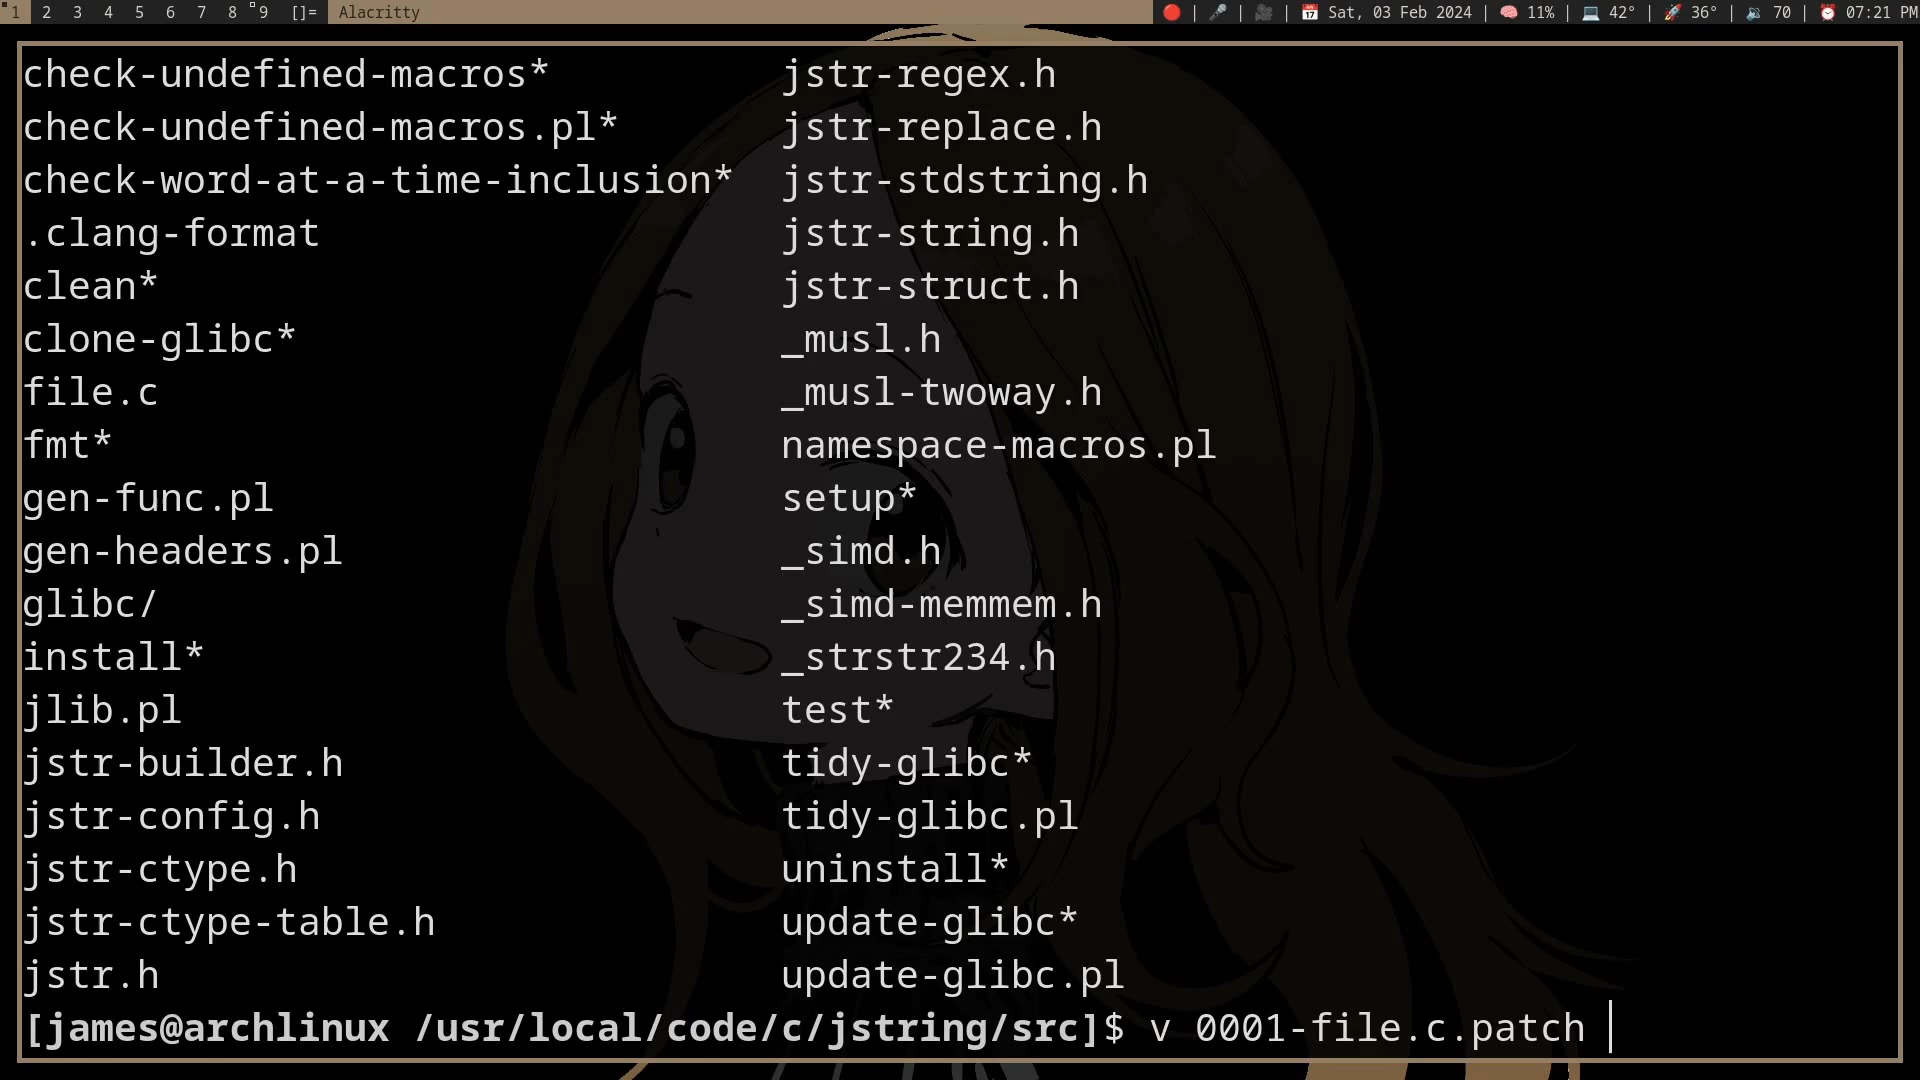 1 2 3 4 5 6 7 8 9 []= Alacritty | | | Sat, 03 Feb 2024 | 11% | 42° | 36° | 70 | 07:21 PM
check-undefined-macros* jstr-regex.h
check-undefined-macros.pl* jstr-replace.h
check-word-at-a-time-inclusion* jstr-stdstring.h
.clang-format jstr-string.h
clean* jstr-struct.h
clone-glibc* _musl.h
file.c _musl-twoway.h
fmt* namespace-macros.pl
gen-func.pl setup*
gen-headers.pl _simd.h
glibc/ _simd-memmem.h
install* _strstr234.h
jlib.pl test*
jstr-builder.h tidy-glibc*
jstr-config.h tidy-glibc.pl
jstr-ctype.h uninstall*
jstr-ctype-table.h update-glibc*
jstr.h update-glibc.pl
[james@archlinux /usr/local/code/c/jstring/src]$ v 0001-file.c.patch